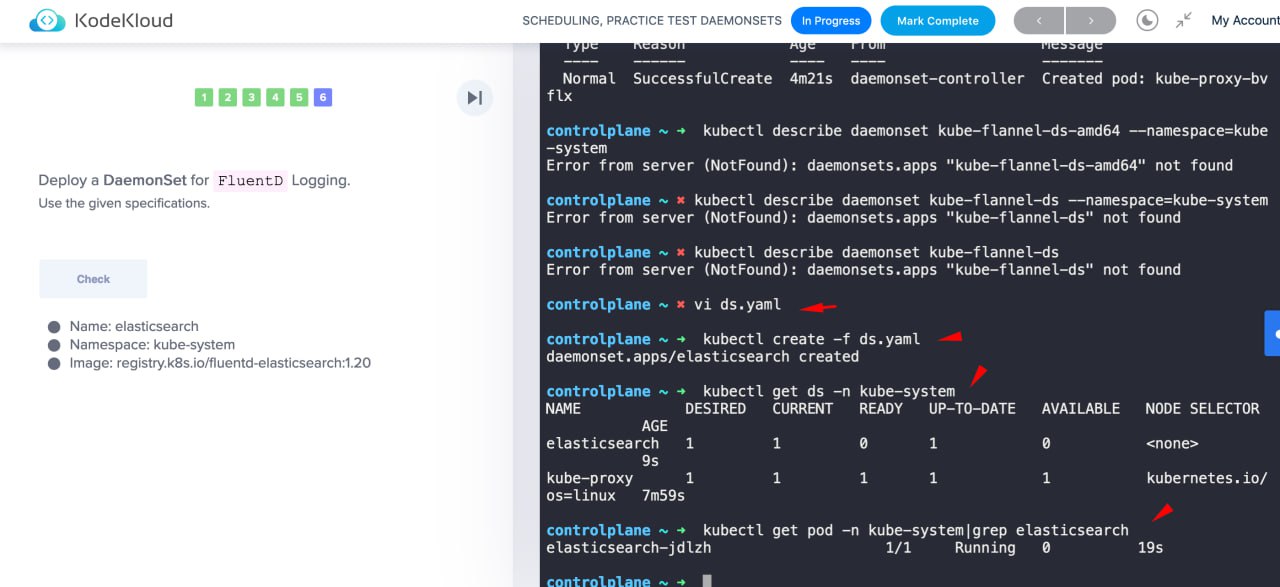 KodeKloud
SCHEDULING, PRACTICE TEST DAEMONSETS
In Progress
Mark Complete
<
>
My Account
1 2 3 4 5 6
Deploy a DaemonSet for FluentD Logging.
Use the given specifications.
Check
Name: elasticsearch
Namespace: kube-system
Image: registry.k8s.io/fluentd-elasticsearch:1.20
Type Reason Age From Message
---- ------ ---- ---- -------
Normal SuccessfulCreate 4m21s daemonset-controller Created pod: kube-proxy-bv
flx
controlplane ~ ➜ kubectl describe daemonset kube-flannel-ds-amd64 --namespace=kube
-system
Error from server (NotFound): daemonsets.apps "kube-flannel-ds-amd64" not found
controlplane ~ ✖ kubectl describe daemonset kube-flannel-ds --namespace=kube-system
Error from server (NotFound): daemonsets.apps "kube-flannel-ds" not found
controlplane ~ ✖ kubectl describe daemonset kube-flannel-ds
Error from server (NotFound): daemonsets.apps "kube-flannel-ds" not found
controlplane ~ ✖ vi ds.yaml
controlplane ~ ➜ kubectl create -f ds.yaml
daemonset.apps/elasticsearch created
controlplane ~ ➜ kubectl get ds -n kube-system
NAME DESIRED CURRENT READY UP-TO-DATE AVAILABLE NODE SELECTOR
AGE
elasticsearch 1 1 0 1 0 <none>
9s
kube-proxy 1 1 1 1 1 kubernetes.io/
os=linux 7m59s
controlplane ~ ➜ kubectl get pod -n kube-system|grep elasticsearch
elasticsearch-jdlzh 1/1 Running 0 19s
controlplane ~ ➜